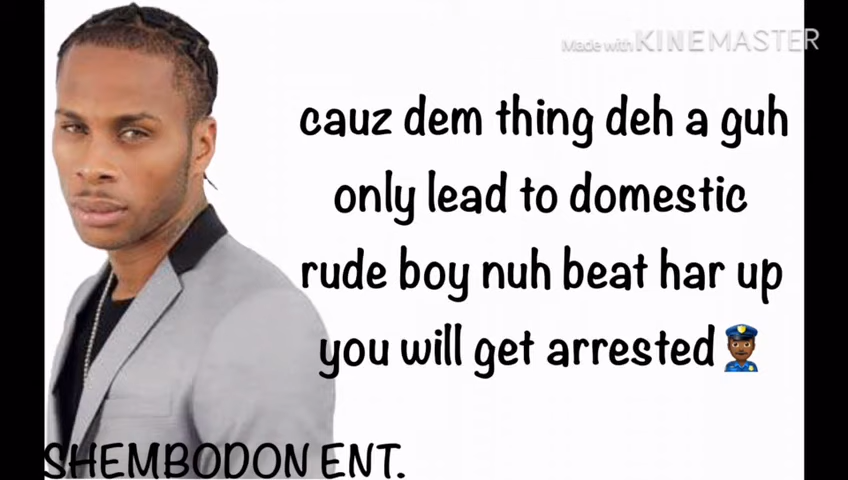 Made with KINEMASTER
cauz dem thing deh a guh
only lead to domestic
rude boy nuh beat har up
you will get arrested👮🏾
SHEMBODON ENT.